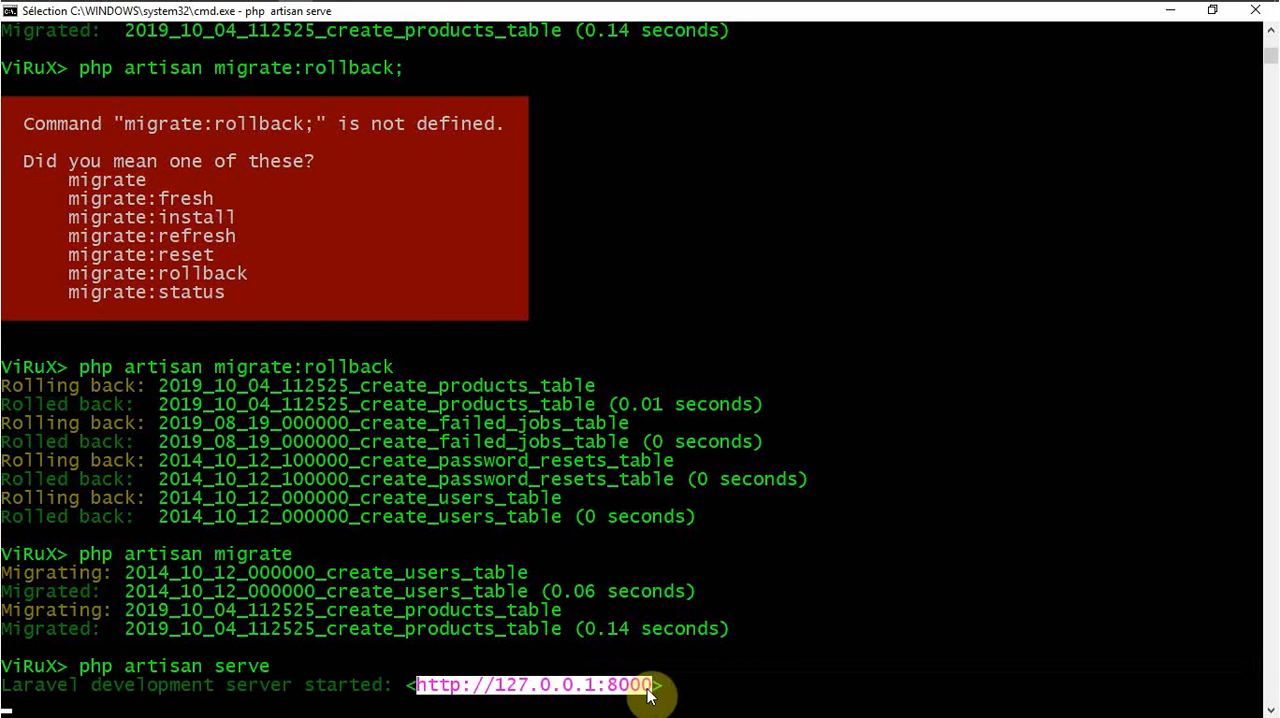 Sélection C:\WINDOWS\system32\cmd.exe - php  artisan serve
Migrated:  2019_10_04_112525_create_products_table (0.14 seconds)
ViRuX> php artisan migrate:rollback;
Command "migrate:rollback;" is not defined.
Did you mean one of these?
migrate
migrate:fresh
migrate:install
migrate:refresh
migrate:reset
migrate:rollback
migrate:status
ViRuX> php artisan migrate:rollback
Rolling back: 2019_10_04_112525_create_products_table
Rolled back:  2019_10_04_112525_create_products_table (0.01 seconds)
Rolling back: 2019_08_19_000000_create_failed_jobs_table
Rolled back:  2019_08_19_000000_create_failed_jobs_table (0 seconds)
Rolling back: 2014_10_12_100000_create_password_resets_table
Rolled back:  2014_10_12_100000_create_password_resets_table (0 seconds)
Rolling back: 2014_10_12_000000_create_users_table
Rolled back:  2014_10_12_000000_create_users_table (0 seconds)
ViRuX> php artisan migrate
Migrating: 2014_10_12_000000_create_users_table
Migrated:  2014_10_12_000000_create_users_table (0.06 seconds)
Migrating: 2019_10_04_112525_create_products_table
Migrated:  2019_10_04_112525_create_products_table (0.14 seconds)
ViRuX> php artisan serve
Laravel development server started: <http://127.0.0.1:8000>